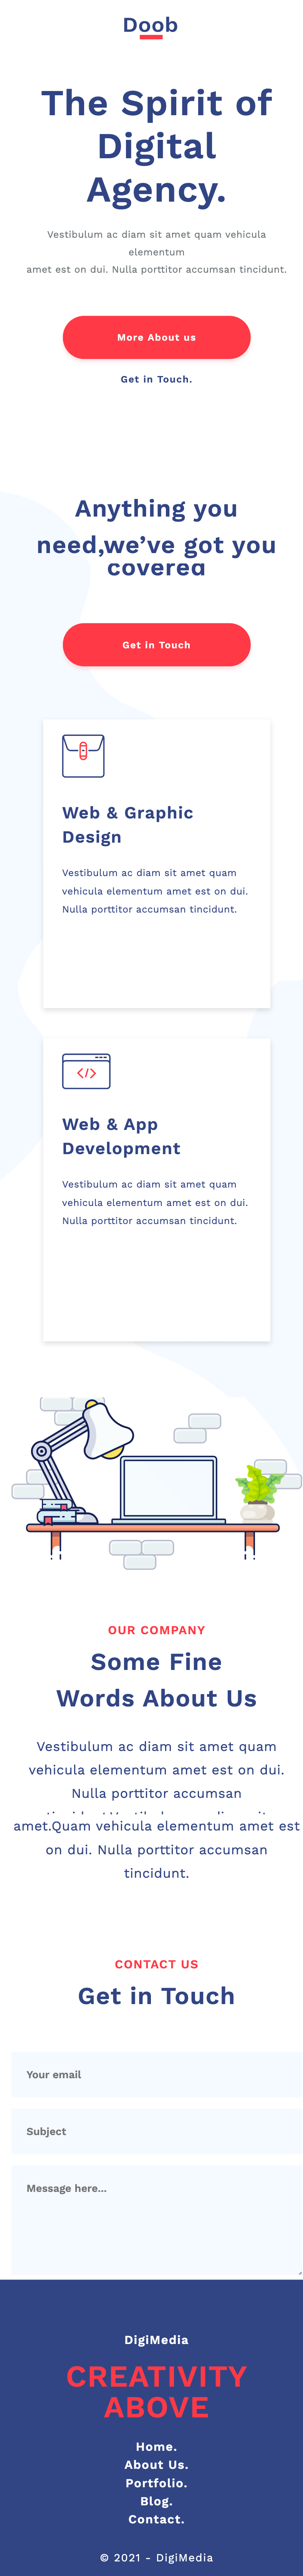 Doob
The Spirit of
Digital
Agency.
Vestibulum ac diam sit amet quam vehicula
elementum
amet est on dui. Nulla porttitor accumsan tincidunt.
More About us
Get in Touch.
Anything you
need,we’ve got you
covered
Get in Touch
Web & Graphic
Design
Vestibulum ac diam sit amet quam
vehicula elementum amet est on dui.
Nulla porttitor accumsan tincidunt.
Web & App
Development
Vestibulum ac diam sit amet quam
vehicula elementum amet est on dui.
Nulla porttitor accumsan tincidunt.
OUR COMPANY
Some Fine
Words About Us
Vestibulum ac diam sit amet quam
vehicula elementum amet est on dui.
Nulla porttitor accumsan
amet.Quam vehicula elementum amet est
on dui. Nulla porttitor accumsan
tincidunt.
CONTACT US
Get in Touch
Your email
Subject
Message here...
DigiMedia
CREATIVITY
ABOVE
Home.
About Us.
Portfolio.
Blog.
Contact.
© 2021 - DigiMedia